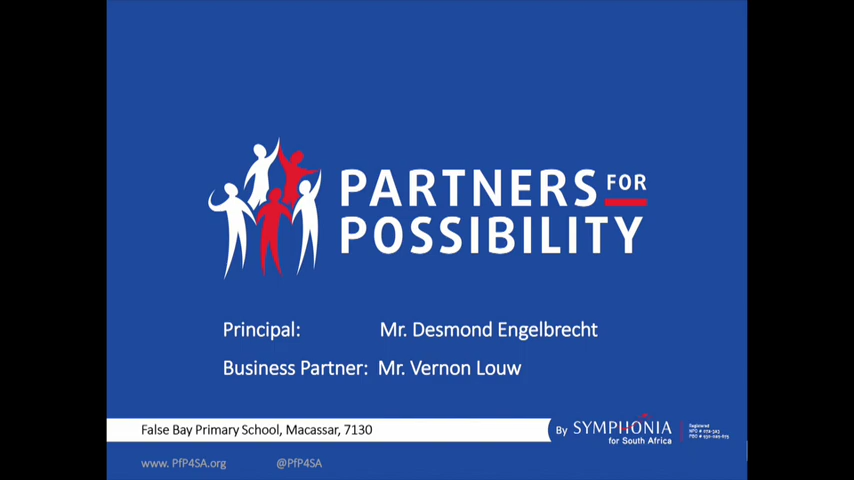 PARTNERS FOR
POSSIBILITY
Principal: Mr. Desmond Engelbrecht
Business Partner: Mr. Vernon Louw
False Bay Primary School, Macassar, 7130
By SYMPHONIA
for South Africa
Registered
www. PfP4SA.org @PfP4SA